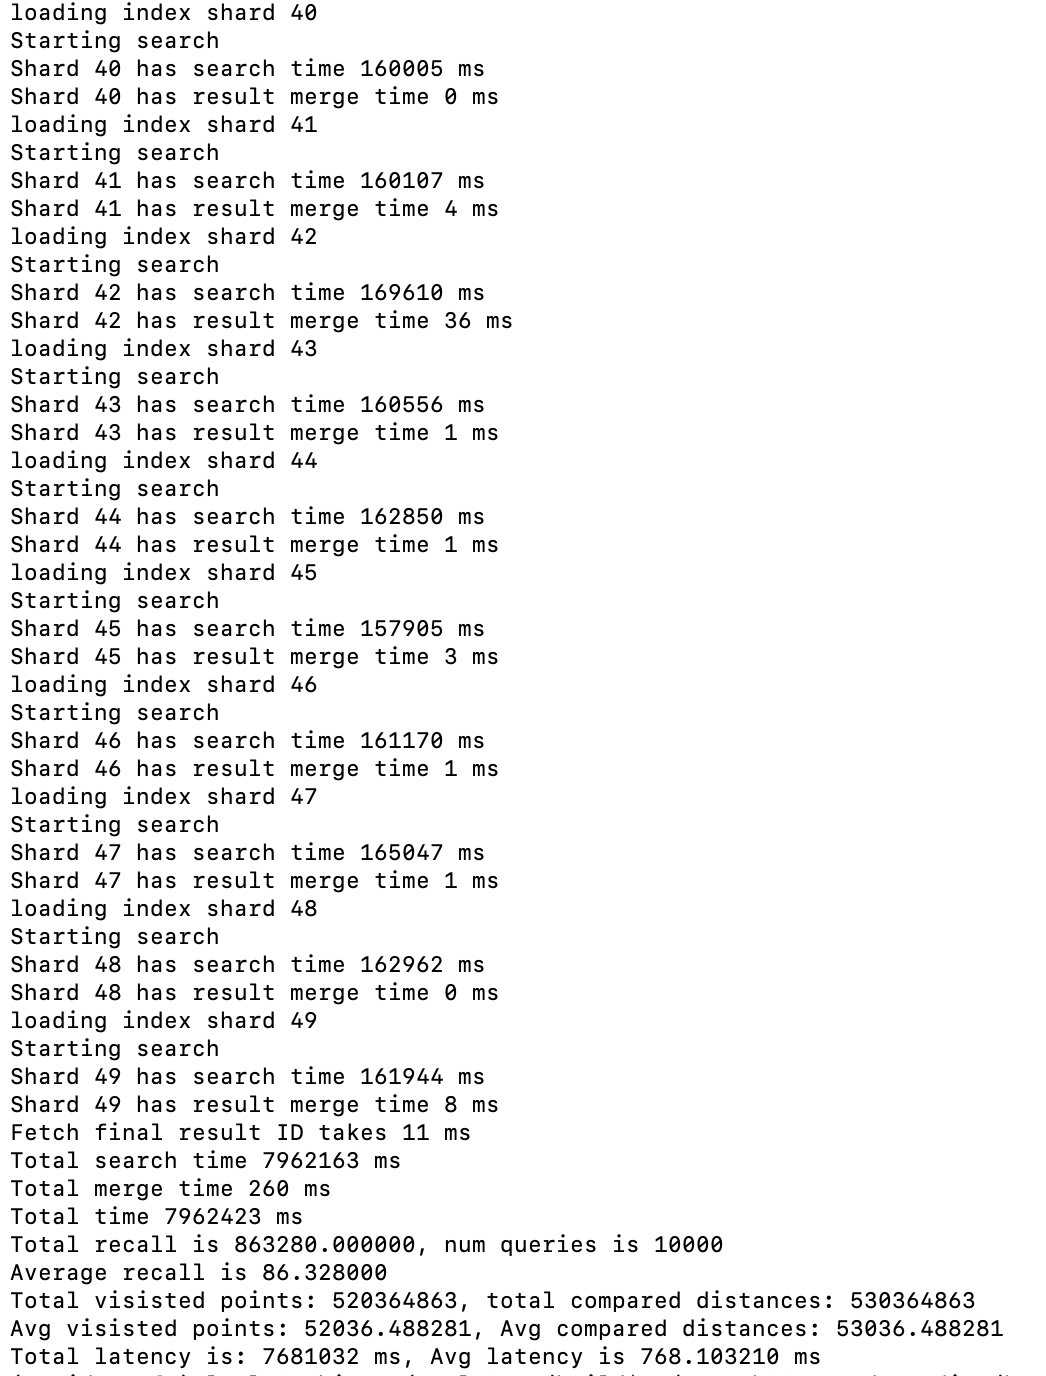 loading index shard 40
Starting search
Shard 40 has search time 160005 ms
Shard 40 has result merge time 0 ms
loading index shard 41
Starting search
Shard 41 has search time 160107 ms
Shard 41 has result merge time 4 ms
loading index shard 42
Starting search
Shard 42 has search time 169610 ms
Shard 42 has result merge time 36 ms
loading index shard 43
Starting search
Shard 43 has search time 160556 ms
Shard 43 has result merge time 1 ms
loading index shard 44
Starting search
Shard 44 has search time 162850 ms
Shard 44 has result merge time 1 ms
loading index shard 45
Starting search
Shard 45 has search time 157905 ms
Shard 45 has result merge time 3 ms
loading index shard 46
Starting search
Shard 46 has search time 161170 ms
Shard 46 has result merge time 1 ms
loading index shard 47
Starting search
Shard 47 has search time 165047 ms
Shard 47 has result merge time 1 ms
loading index shard 48
Starting search
Shard 48 has search time 162962 ms
Shard 48 has result merge time 0 ms
loading index shard 49
Starting search
Shard 49 has search time 161944 ms
Shard 49 has result merge time 8 ms
Fetch final result ID takes 11 ms
Total search time 7962163 ms
Total merge time 260 ms
Total time 7962423 ms
Total recall is 863280.000000, num queries is 10000
Average recall is 86.328000
Total visisted points: 520364863, total compared distances: 530364863
Avg visisted points: 52036.488281, Avg compared distances: 53036.488281
Total latency is: 7681032 ms, Avg latency is 768.103210 ms